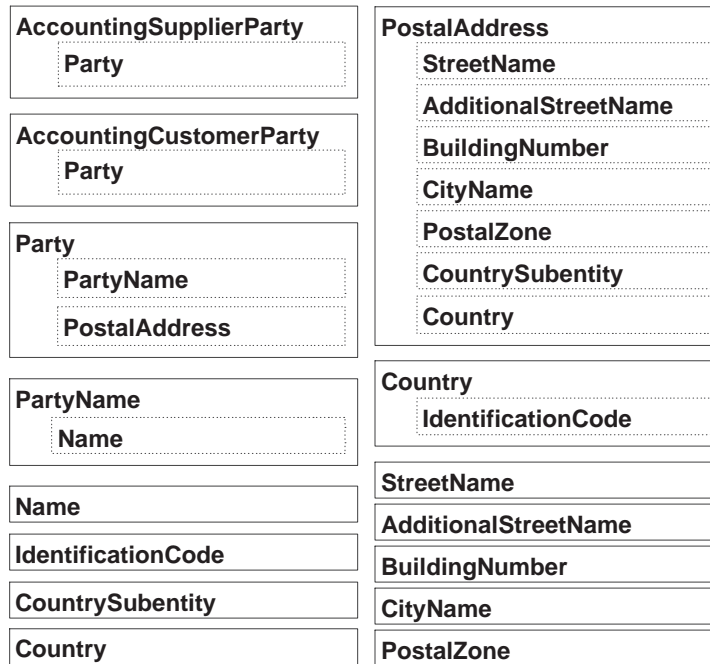 AccountingSupplierParty
Party
AccountingCustomerParty
Party
Party
PartyName
PostalAddress
PartyName
Name
Name
IdentificationCode
CountrySubentity
Country
PostalAddress
StreetName
AdditionalStreetName
BuildingNumber
CityName
PostalZone
CountrySubentity
Country
Country
IdentificationCode
StreetName
AdditionalStreetName
BuildingNumber
CityName
PostalZone